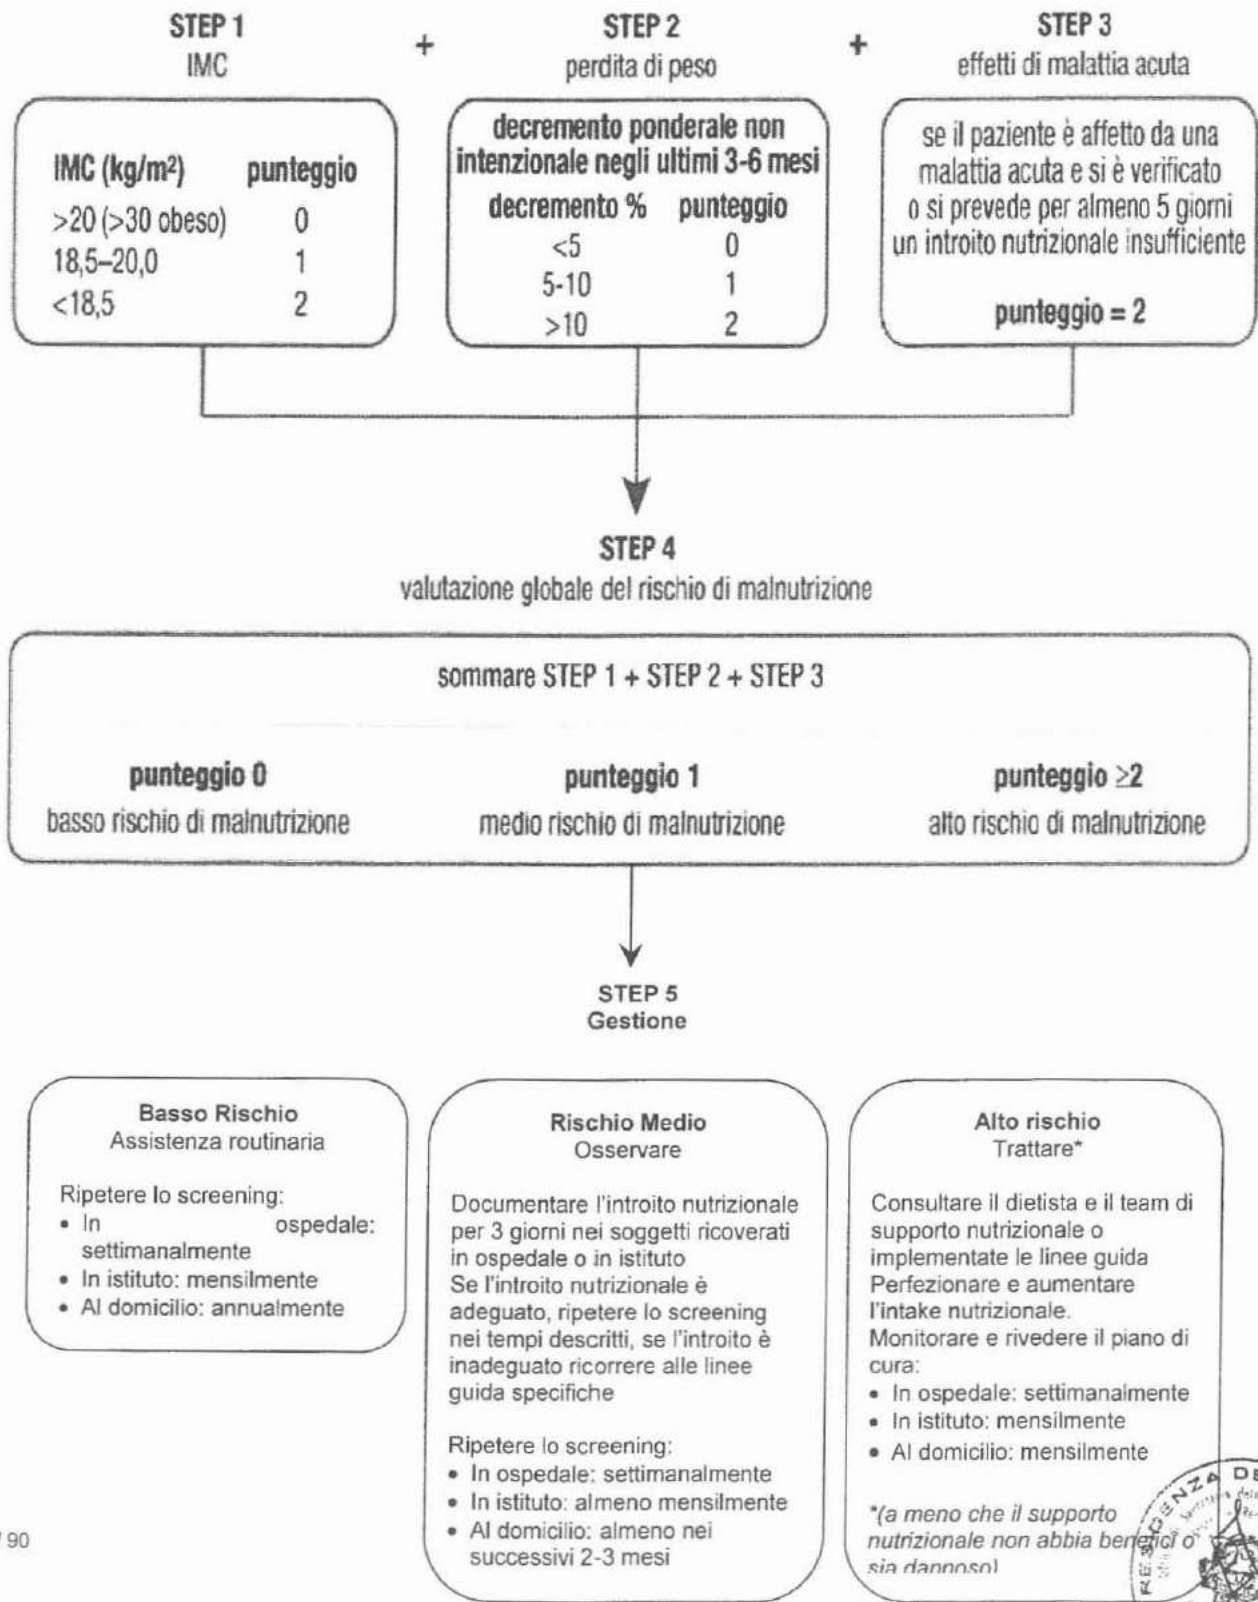 STEP 1
IMC
+
STEP 2
perdita di peso
+
STEP 3
effetti di malattia acuta
IMC (kg/m²) punteggio
>20 (>30 obeso) 0
18,5–20,0 1
<18,5 2
decremento ponderale non
intenzionale negli ultimi 3-6 mesi
decremento % punteggio
<5 0
5-10 1
>10 2
se il paziente è affetto da una
malattia acuta e si è verificato
o si prevede per almeno 5 giorni
un introito nutrizionale insufficiente
punteggio = 2
STEP 4
valutazione globale del rischio di malnutrizione
sommare STEP 1 + STEP 2 + STEP 3
punteggio 0
basso rischio di malnutrizione
punteggio 1
medio rischio di malnutrizione
punteggio ≥2
alto rischio di malnutrizione
STEP 5
Gestione
Basso Rischio
Assistenza routinaria
Ripetere lo screening:
• In ospedale:
settimanalmente
• In istituto: mensilmente
• Al domicilio: annualmente
Rischio Medio
Osservare
Documentare l'introito nutrizionale
per 3 giorni nei soggetti ricoverati
in ospedale o in istituto
Se l'introito nutrizionale è
adeguato, ripetere lo screening
nei tempi descritti, se l'introito è
inadeguato ricorrere alle linee
guida specifiche
Ripetere lo screening:
• In ospedale: settimanalmente
• In istituto: almeno mensilmente
• Al domicilio: almeno nei
successivi 2-3 mesi
Alto rischio
Trattare*
Consultare il dietista e il team di
supporto nutrizionale o
implementate le linee guida
Perfezionare e aumentare
l'intake nutrizionale.
Monitorare e rivedere il piano di
cura:
• In ospedale: settimanalmente
• In istituto: mensilmente
• Al domicilio: mensilmente
*(a meno che il supporto
nutrizionale non abbia benefici o
sia dannoso)
/ 90
RESIDENZA DE